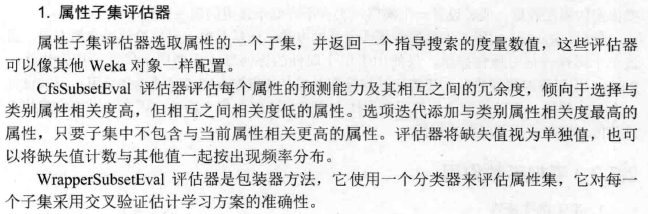 1. 属性子集评估器
属性子集评估器选取属性的一个子集，并返回一个指导搜索的度量数值，这些评估器
可以像其他 Weka 对象一样配置。
CfsSubsetEval 评估器评估每个属性的预测能力及其相互之间的冗余度，倾向于选择与
类别属性相关度高，但相互之间相关度低的属性。选项迭代添加与类别属性相关度最高的
属性，只要子集中不包含与当前属性相关更高的属性。评估器将缺失值视为单独值，也可
以将缺失值计数与其他值一起按出现频率分布。
WrapperSubsetEval 评估器是包装器方法，它使用一个分类器来评估属性集，它对每一
个子集采用交叉验证估计学习方案的准确性。